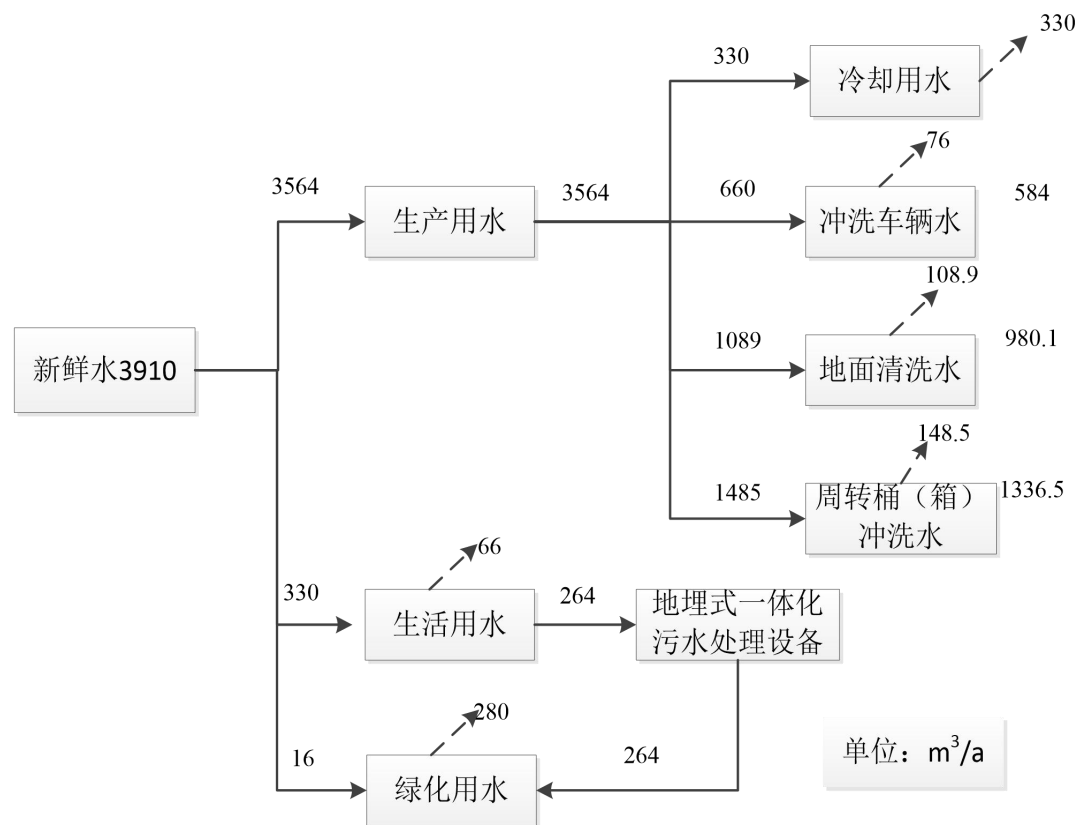 330
330
冷却用水
76
3564
生产用水
3564
660
冲洗车辆水
584
108.9
新鲜水3910
1089
地面清洗水
980.1
148.5
1485
周转桶（箱）
冲洗水
1336.5
66
330
生活用水
264
地埋式一体化
污水处理设备
280
16
绿化用水
264
单位：m³/a